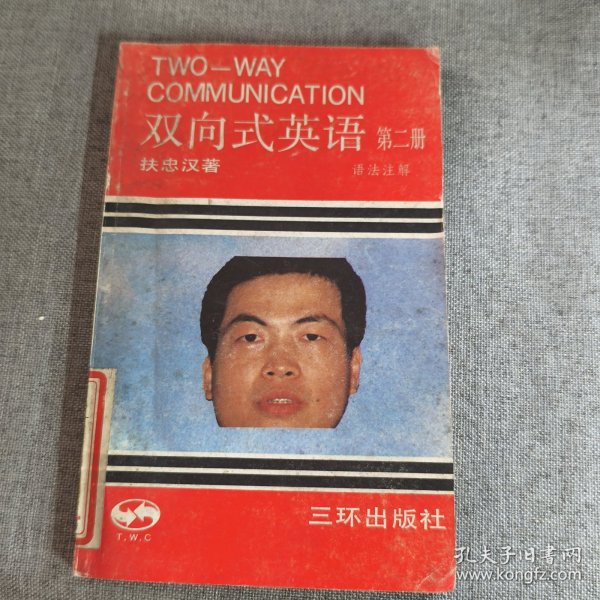 TWO—WAY
COMMUNICATION
双向式英语 第二册
扶忠汉著
语法注解
三环出版社
T.W.C
孔夫子旧书网
www.kongfz.com